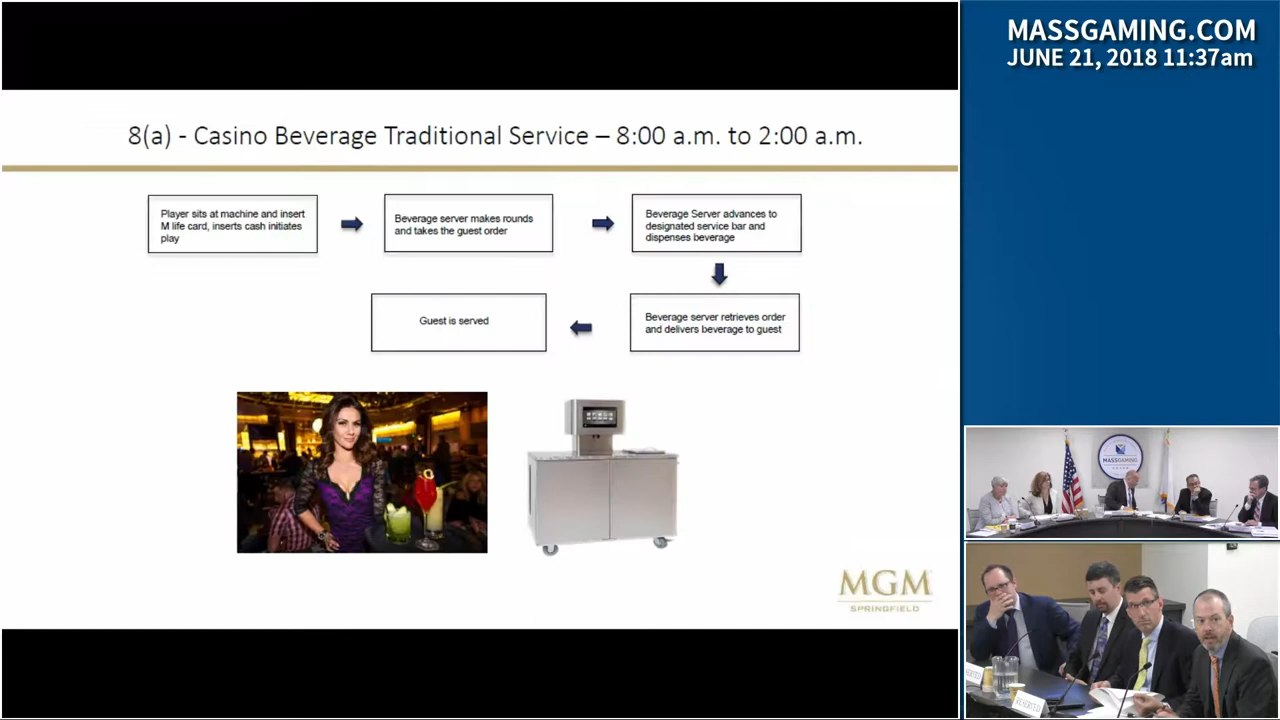 MASSGAMING.COM
JUNE 21, 2018 11:37am
8(a) - Casino Beverage Traditional Service – 8:00 a.m. to 2:00 a.m.
Player sits at machine and insert
M life card, inserts cash initiates
play
Beverage server makes rounds
and takes the guest order
Beverage Server advances to
designated service bar and
dispenses beverage
Beverage server retrieves order
and delivers beverage to guest
Guest is served
MGM
SPRINGFIELD
MASSGAMING
RESERVED